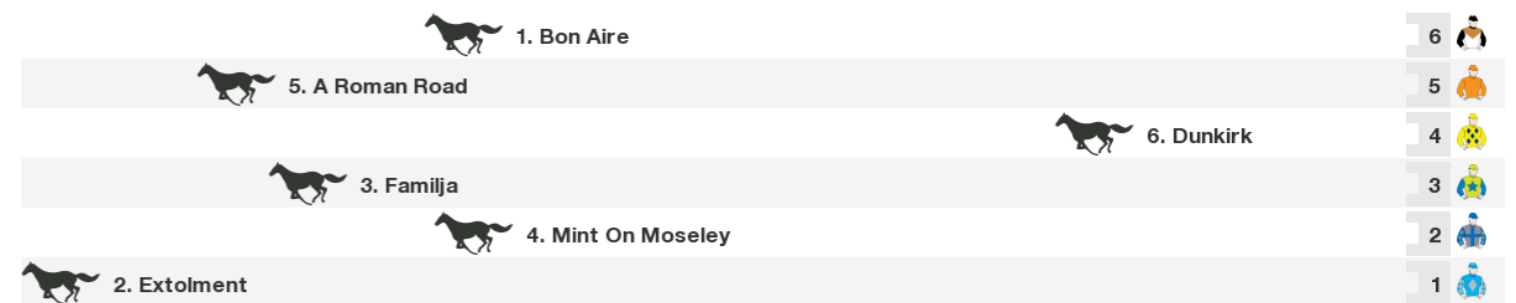 1. Bon Aire 6
5. A Roman Road 5
6. Dunkirk 4
3. Familja 3
4. Mint On Moseley 2
2. Extolment 1